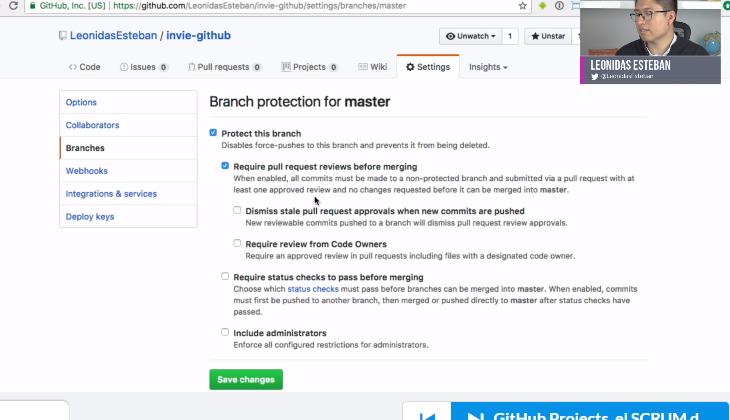 GitHub, Inc. [US] https://github.com/LeonidasEsteban/invie-github/settings/branches/master
LeonidasEsteban / invie-github
Unwatch 1 Unstar
Code Issues 0 Pull requests 0 Projects 0 Wiki Settings Insights
LEONIDAS ESTEBAN
@LeonidasEsteban
Options
Collaborators
Branches
Webhooks
Integrations & services
Deploy keys
Branch protection for master
Protect this branch
Disables force-pushes to this branch and prevents it from being deleted.
Require pull request reviews before merging
When enabled, all commits must be made to a non-protected branch and submitted via a pull request with at
least one approved review and no changes requested before it can be merged into master.
Dismiss stale pull request approvals when new commits are pushed
New reviewable commits pushed to a branch will dismiss pull request review approvals.
Require review from Code Owners
Require an approved review in pull requests including files with a designated code owner.
Require status checks to pass before merging
Choose which status checks must pass before branches can be merged into master. When enabled, commits
must first be pushed to another branch, then merged or pushed directly to master after status checks have
passed.
Include administrators
Enforce all configured restrictions for administrators.
Save changes
GitHub Projects, el SCRUM d